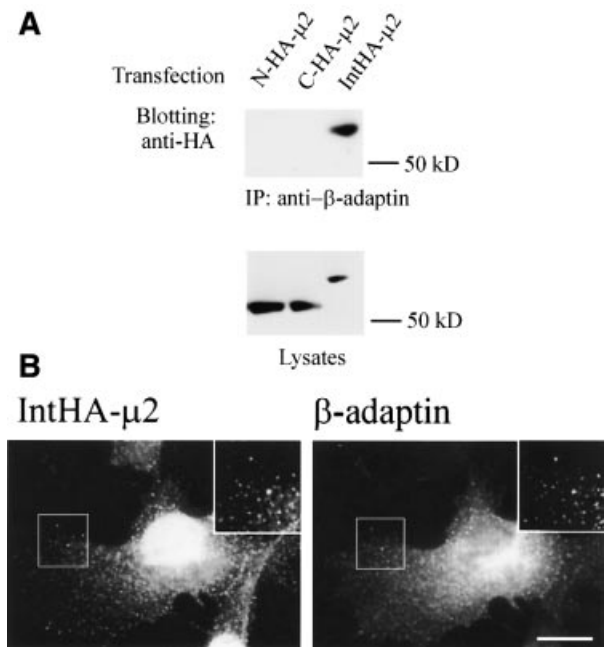 A
Transfection
N-HA-μ2
C-HA-μ2
IntHA-μ2
Blotting:
anti-HA
50 kD
IP: anti–β-adaptin
50 kD
Lysates
B
IntHA-μ2
β-adaptin